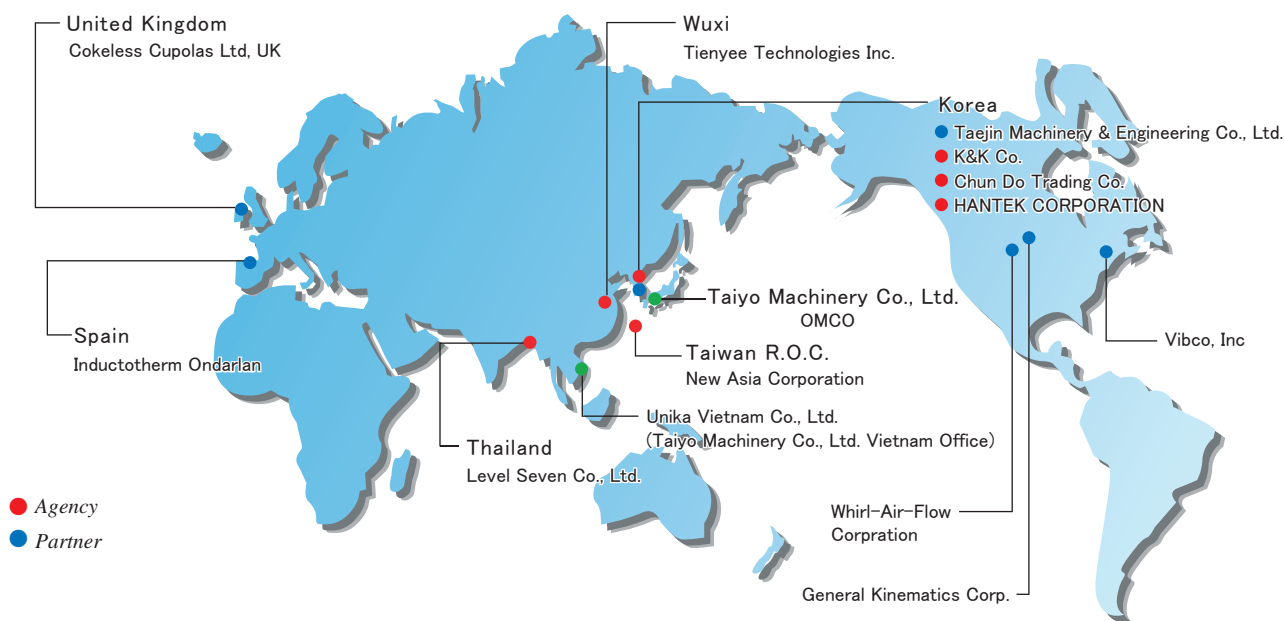 United Kingdom
Cokeless Cupolas Ltd, UK
Wuxi
Tienyee Technologies Inc.
Korea
Taejin Machinery & Engineering Co., Ltd.
K&K Co.
Chun Do Trading Co.
HANTEK CORPORATION
Taiyo Machinery Co., Ltd.
OMCO
Spain
Inductotherm Ondarlan
Taiwan R.O.C.
New Asia Corporation
Vibco, Inc
Unika Vietnam Co., Ltd.
(Taiyo Machinery Co., Ltd. Vietnam Office)
Thailand
Level Seven Co., Ltd.
Agency
Partner
Whirl-Air-Flow
Corpration
General Kinematics Corp.